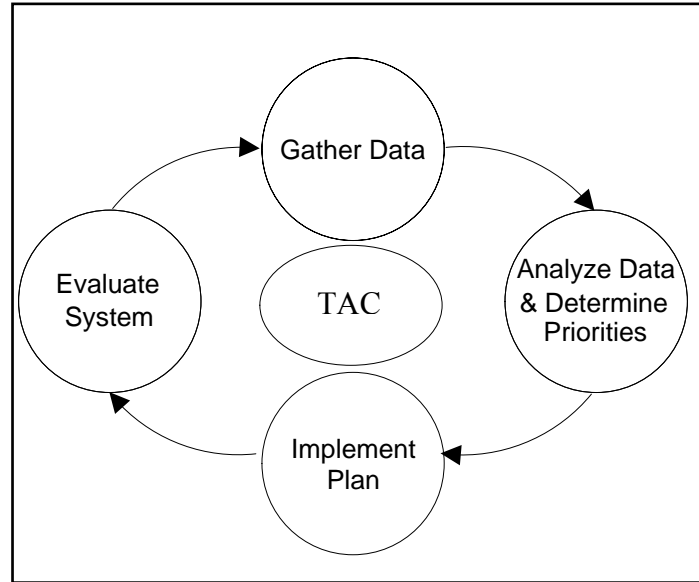 Gather Data
Analyze Data
& Determine
Priorities
Implement
Plan
Evaluate
System
TAC